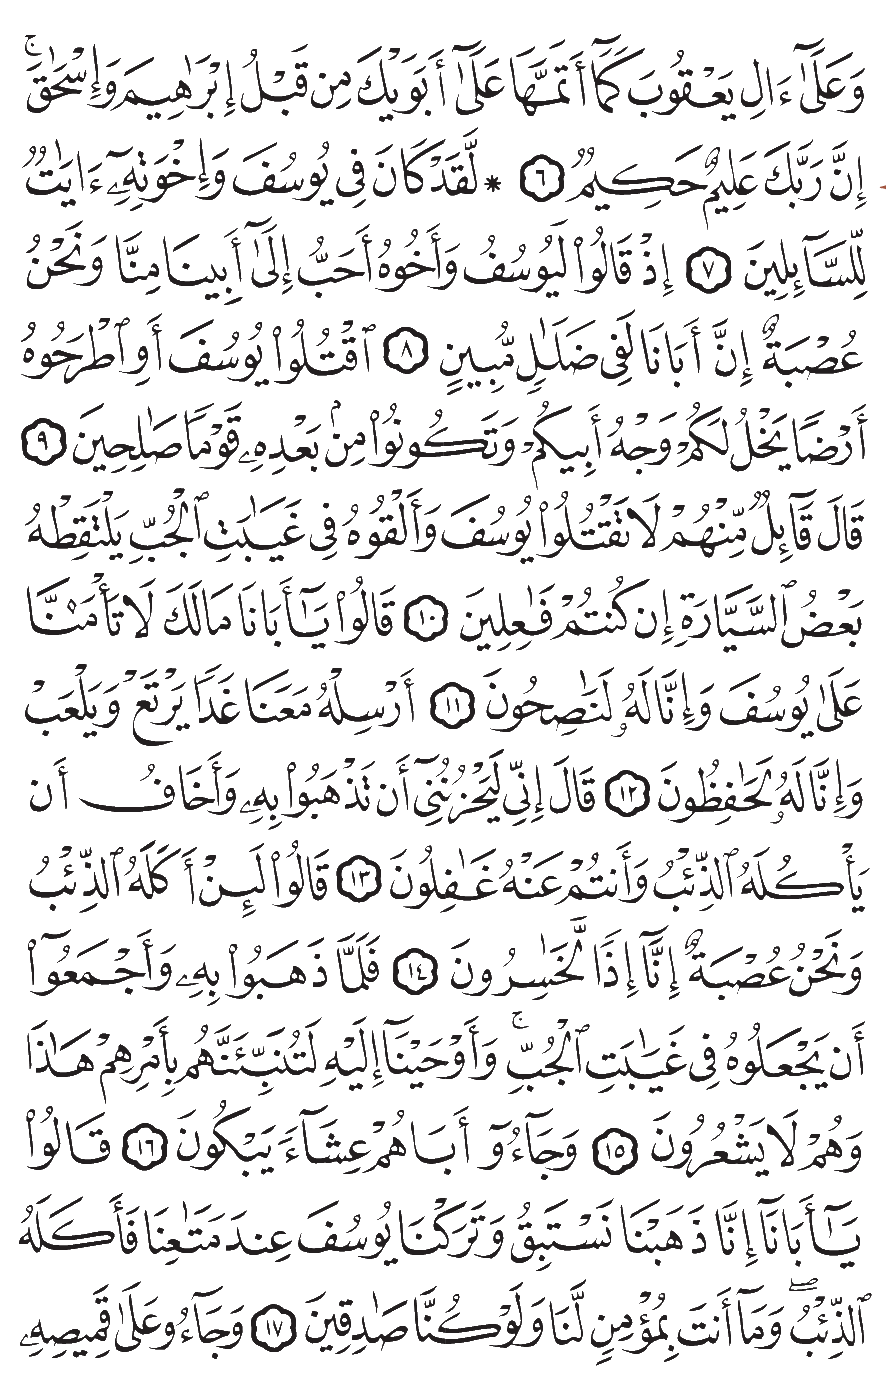 وَعَلَىٰٓ ءَالِ يَعْقُوبَ كَمَآ أَتَمَّهَا عَلَىٰٓ أَبَوَيْكَ مِن قَبْلُ إِبْرَٰهِيمَ وَإِسْحَٰقَۚ
إِنَّ رَبَّكَ عَلِيمٌ حَكِيمٌ ٦ ۞ لَّقَدْ كَانَ فِى يُوسُفَ وَإِخْوَتِهِۦٓ ءَايَٰتٌ
لِّلسَّآئِلِينَ ٧ إِذْ قَالُوا۟ لَيُوسُفُ وَأَخُوهُ أَحَبُّ إِلَىٰٓ أَبِينَا مِنَّا وَنَحْنُ
عُصْبَةٌ إِنَّ أَبَانَا لَفِى ضَلَٰلٍ مُّبِينٍ ٨ ٱقْتُلُوا۟ يُوسُفَ أَوِ ٱطْرَحُوهُ
أَرْضًا يَخْلُ لَكُمْ وَجْهُ أَبِيكُمْ وَتَكُونُوا۟ مِنۢ بَعْدِهِۦ قَوْمًا صَٰلِحِينَ ٩
قَالَ قَآئِلٌ مِّنْهُمْ لَا تَقْتُلُوا۟ يُوسُفَ وَأَلْقُوهُ فِى غَيَٰبَتِ ٱلْجُبِّ يَلْتَقِطْهُ
بَعْضُ ٱلسَّيَّارَةِ إِن كُنتُمْ فَٰعِلِينَ ١٠ قَالُوا۟ يَٰٓأَبَانَا مَالَكَ لَا تَأْمَ۫نَّا
عَلَىٰ يُوسُفَ وَإِنَّا لَهُۥ لَنَٰصِحُونَ ١١ أَرْسِلْهُ مَعَنَا غَدًا يَرْتَعْ وَيَلْعَبْ
وَإِنَّا لَهُۥ لَحَٰفِظُونَ ١٢ قَالَ إِنِّى لَيَحْزُنُنِىٓ أَن تَذْهَبُوا۟ بِهِۦ وَأَخَافُ أَن
يَأْكُلَهُ ٱلذِّئْبُ وَأَنتُمْ عَنْهُ غَٰفِلُونَ ١٣ قَالُوا۟ لَئِنْ أَكَلَهُ ٱلذِّئْبُ
وَنَحْنُ عُصْبَةٌ إِنَّآ إِذًا لَّخَٰسِرُونَ ١٤ فَلَمَّا ذَهَبُوا۟ بِهِۦ وَأَجْمَعُوٓا۟
أَن يَجْعَلُوهُ فِى غَيَٰبَتِ ٱلْجُبِّۚ وَأَوْحَيْنَآ إِلَيْهِ لَتُنَبِّئَنَّهُم بِأَمْرِهِمْ هَٰذَا
وَهُمْ لَا يَشْعُرُونَ ١٥ وَجَآءُوٓ أَبَاهُمْ عِشَآءً يَبْكُونَ ١٦ قَالُوا۟
يَٰٓأَبَانَآ إِنَّا ذَهَبْنَا نَسْتَبِقُ وَتَرَكْنَا يُوسُفَ عِندَ مَتَٰعِنَا فَأَكَلَهُ
ٱلذِّئْبُۖ وَمَآ أَنتَ بِمُؤْمِنٍ لَّنَا وَلَوْ كُنَّا صَٰدِقِينَ ١٧ وَجَآءُو عَلَىٰ قَمِيصِهِۦ